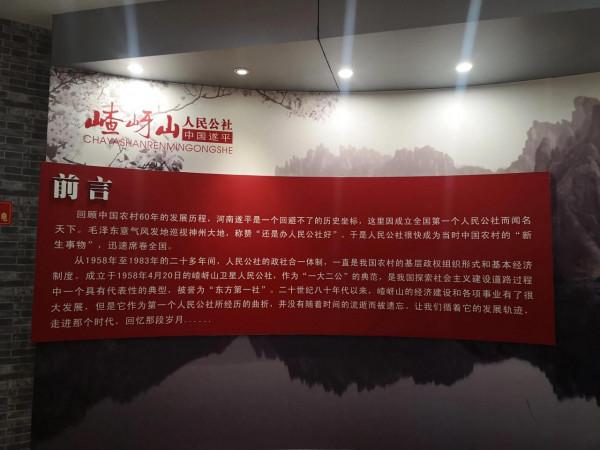 嵖岈山
人民公社
中国遂平
CHAYASHANRENMINGONGSHE
前言
回顾中国农村60年的发展历程，河南遂平是一个回避不了的历史坐标，这里因成立全国第一个人民公社而闻名
天下。毛泽东意气风发地巡视神州大地，称赞“还是办人民公社好”。于是人民公社很快成为当时中国农村的“新
生事物”，迅速席卷全国。
从1958年至1983年的二十多年间，人民公社的政社合一体制，一直是我国农村的基层政权组织形式和基本经济
制度。成立于1958年4月20日的嵖岈山卫星人民公社，作为“一大二公”的典范，是我国探索社会主义建设道路过程
中一个具有代表性的典型，被誉为“东方第一社”。二十世纪八十年代以来，嵖岈山的经济建设和各项事业有了很
大发展，但是它作为第一个人民公社所经历的曲折，并没有随着时间的流逝而被遗忘。让我们循着它的发展轨迹，
走进那个时代，回忆那段岁月......